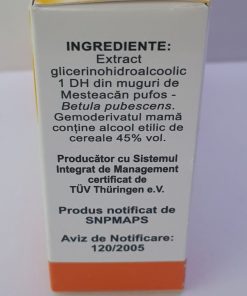 INGREDIENTE:
Extract
glicerinohidroalcoolic
1 DH din muguri de
Mesteacăn pufos -
Betula pubescens.
Gemoderivatul mamă
conține alcool etilic de
cereale 45% vol.
Producător cu Sistemul
Integrat de Management
certificat de
TÜV Thüringen e.V.
Produs notificat de
SNPMAPS
Aviz de Notificare:
120/2005